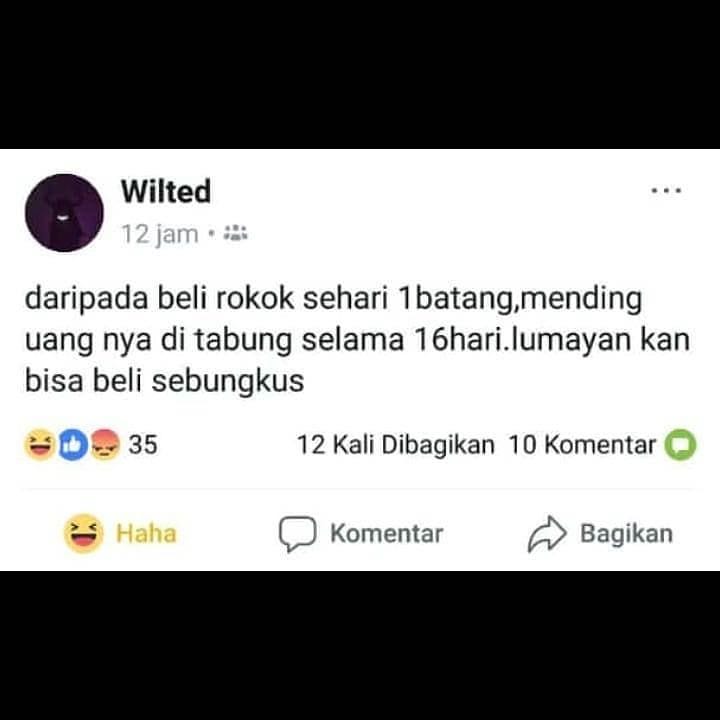 Wilted
12 jam •
daripada beli rokok sehari 1batang,mending
uang nya di tabung selama 16hari.lumayan kan
bisa beli sebungkus
35 12 Kali Dibagikan 10 Komentar
Haha Komentar Bagikan